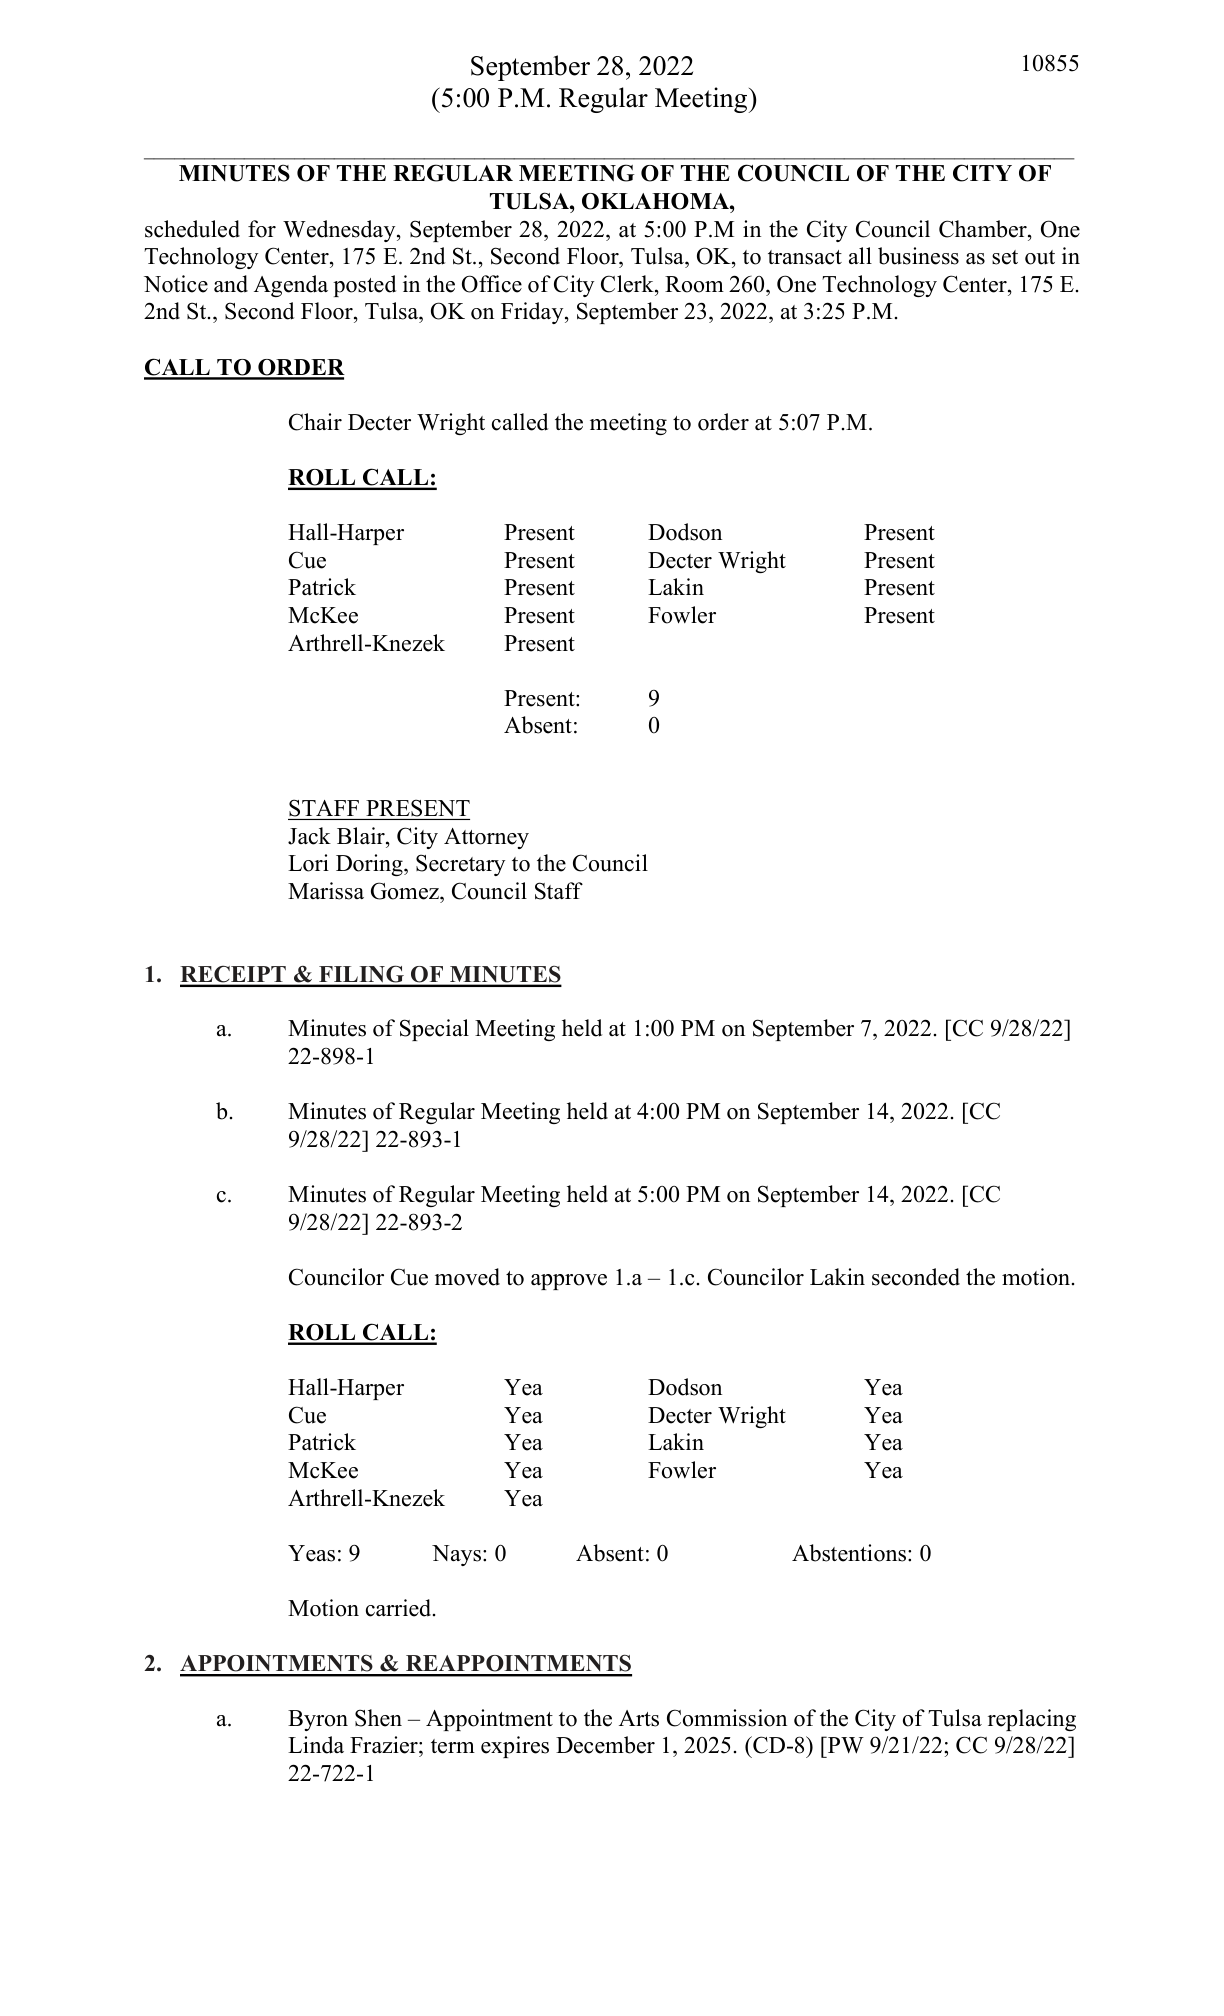 September 28, 2022 10855
(5:00 P.M. Regular Meeting)
MINUTES OF THE REGULAR MEETING OF THE COUNCIL OF THE CITY OF
TULSA, OKLAHOMA,
scheduled for Wednesday, September 28, 2022, at 5:00 P.M in the City Council Chamber, One
Technology Center, 175 E. 2nd St., Second Floor, Tulsa, OK, to transact all business as set out in
Notice and Agenda posted in the Office of City Clerk, Room 260, One Technology Center, 175 E.
2nd St., Second Floor, Tulsa, OK on Friday, September 23, 2022, at 3:25 P.M.
CALL TO ORDER
Chair Decter Wright called the meeting to order at 5:07 P.M.
ROLL CALL:
Hall-Harper Present Dodson Present
Cue Present Decter Wright Present
Patrick Present Lakin Present
McKee Present Fowler Present
Arthrell-Knezek Present
Present: 9
Absent: 0
STAFF PRESENT
Jack Blair, City Attorney
Lori Doring, Secretary to the Council
Marissa Gomez, Council Staff
1. RECEIPT & FILING OF MINUTES
a. Minutes of Special Meeting held at 1:00 PM on September 7, 2022. [CC 9/28/22]
22-898-1
b. Minutes of Regular Meeting held at 4:00 PM on September 14, 2022. [CC
9/28/22] 22-893-1
c. Minutes of Regular Meeting held at 5:00 PM on September 14, 2022. [CC
9/28/22] 22-893-2
Councilor Cue moved to approve 1.a – 1.c. Councilor Lakin seconded the motion.
ROLL CALL:
Hall-Harper Yea Dodson Yea
Cue Yea Decter Wright Yea
Patrick Yea Lakin Yea
McKee Yea Fowler Yea
Arthrell-Knezek Yea
Yeas: 9 Nays: 0 Absent: 0 Abstentions: 0
Motion carried.
2. APPOINTMENTS & REAPPOINTMENTS
a. Byron Shen – Appointment to the Arts Commission of the City of Tulsa replacing
Linda Frazier; term expires December 1, 2025. (CD-8) [PW 9/21/22; CC 9/28/22]
22-722-1